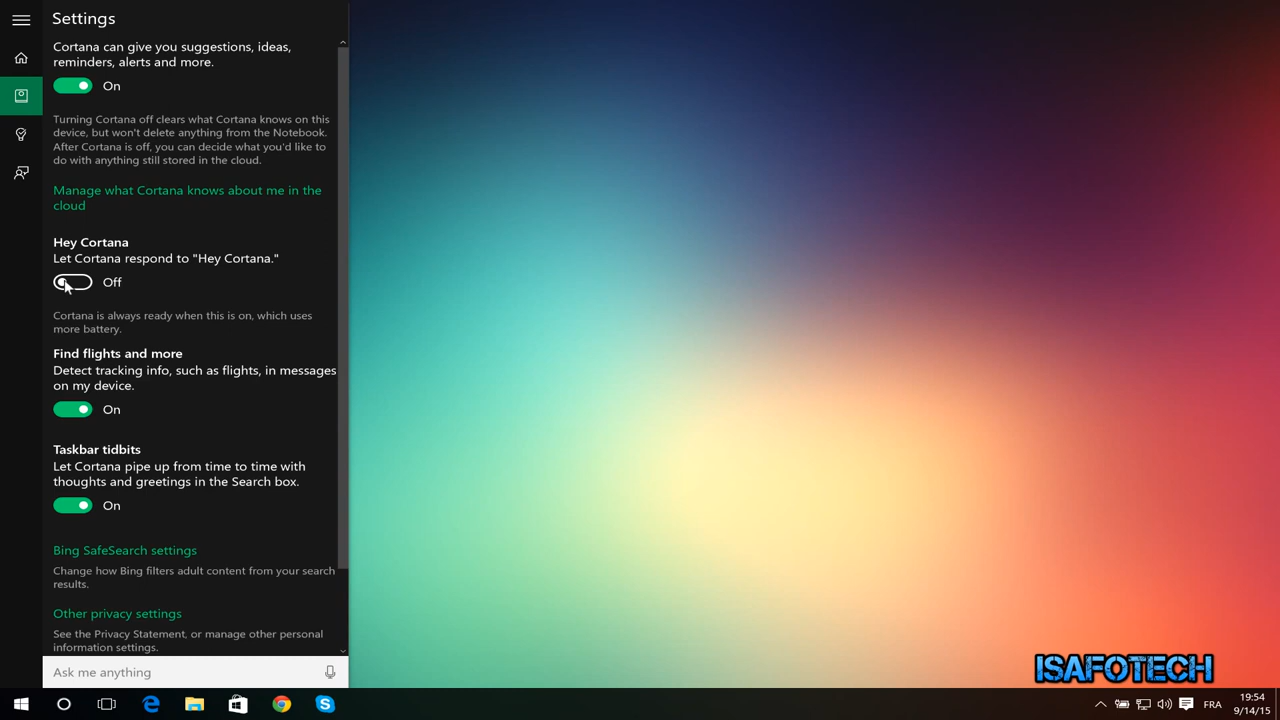 Settings
Cortana can give you suggestions, ideas,
reminders, alerts and more.
On
Turning Cortana off clears what Cortana knows on this
device, but won't delete anything from the Notebook.
After Cortana is off, you can decide what you'd like to
do with anything still stored in the cloud.
Manage what Cortana knows about me in the
cloud
Hey Cortana
Let Cortana respond to "Hey Cortana."
Off
Cortana is always ready when this is on, which uses
more battery.
Find flights and more
Detect tracking info, such as flights, in messages
on my device.
On
Taskbar tidbits
Let Cortana pipe up from time to time with
thoughts and greetings in the Search box.
On
Bing SafeSearch settings
Change how Bing filters adult content from your search
results.
Other privacy settings
See the Privacy Statement, or manage other personal
information settings.
Ask me anything
ISAFOTECH
FRA
19:54
9/14/15